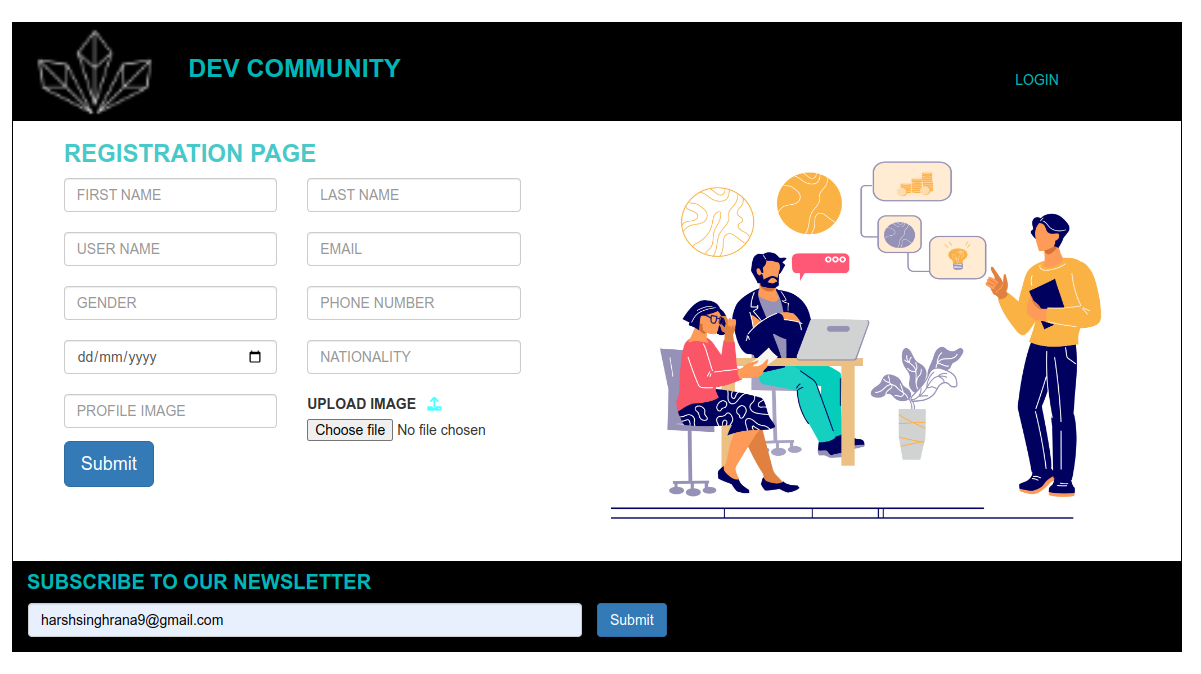 DEV COMMUNITY
LOGIN
REGISTRATION PAGE
FIRST NAME LAST NAME
USER NAME EMAIL
GENDER PHONE NUMBER
dd/mm/yyyy NATIONALITY
PROFILE IMAGE UPLOAD IMAGE
Choose file No file chosen
Submit
SUBSCRIBE TO OUR NEWSLETTER
harshsinghrana9@gmail.com Submit